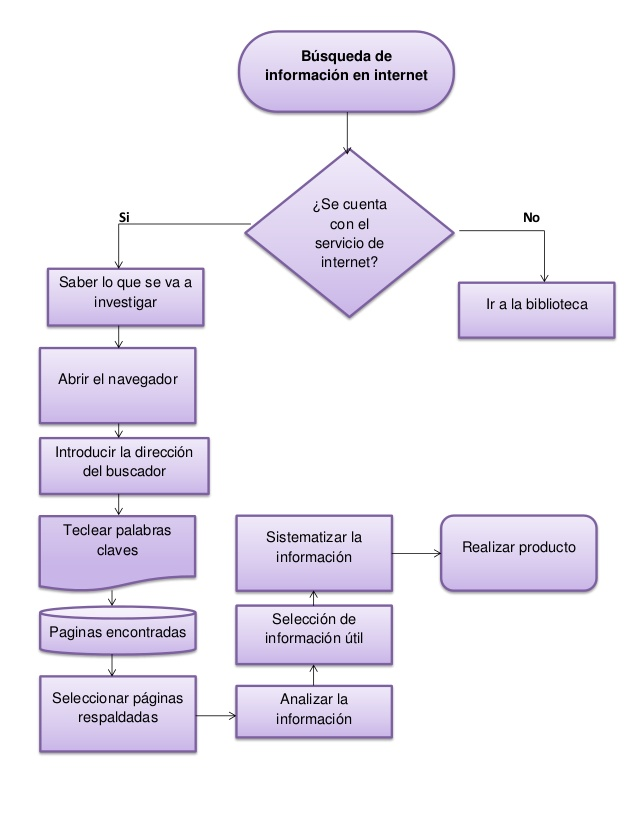 Búsqueda de
información en internet
¿Se cuenta
con el
servicio de
internet?
Si
No
Saber lo que se va a
investigar
Ir a la biblioteca
Abrir el navegador
Introducir la dirección
del buscador
Teclear palabras
claves
Paginas encontradas
Seleccionar páginas
respaldadas
Analizar la
información
Selección de
información útil
Sistematizar la
información
Realizar producto